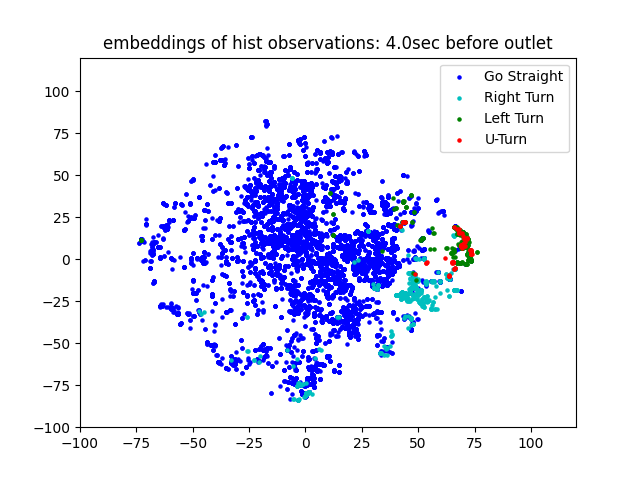 embeddings of hist observations: 4.0sec before outlet
Go Straight
Right Turn
Left Turn
U-Turn
100
75
50
25
0
−25
−50
−75
−100
−100 −75 −50 −25 0 25 50 75 100